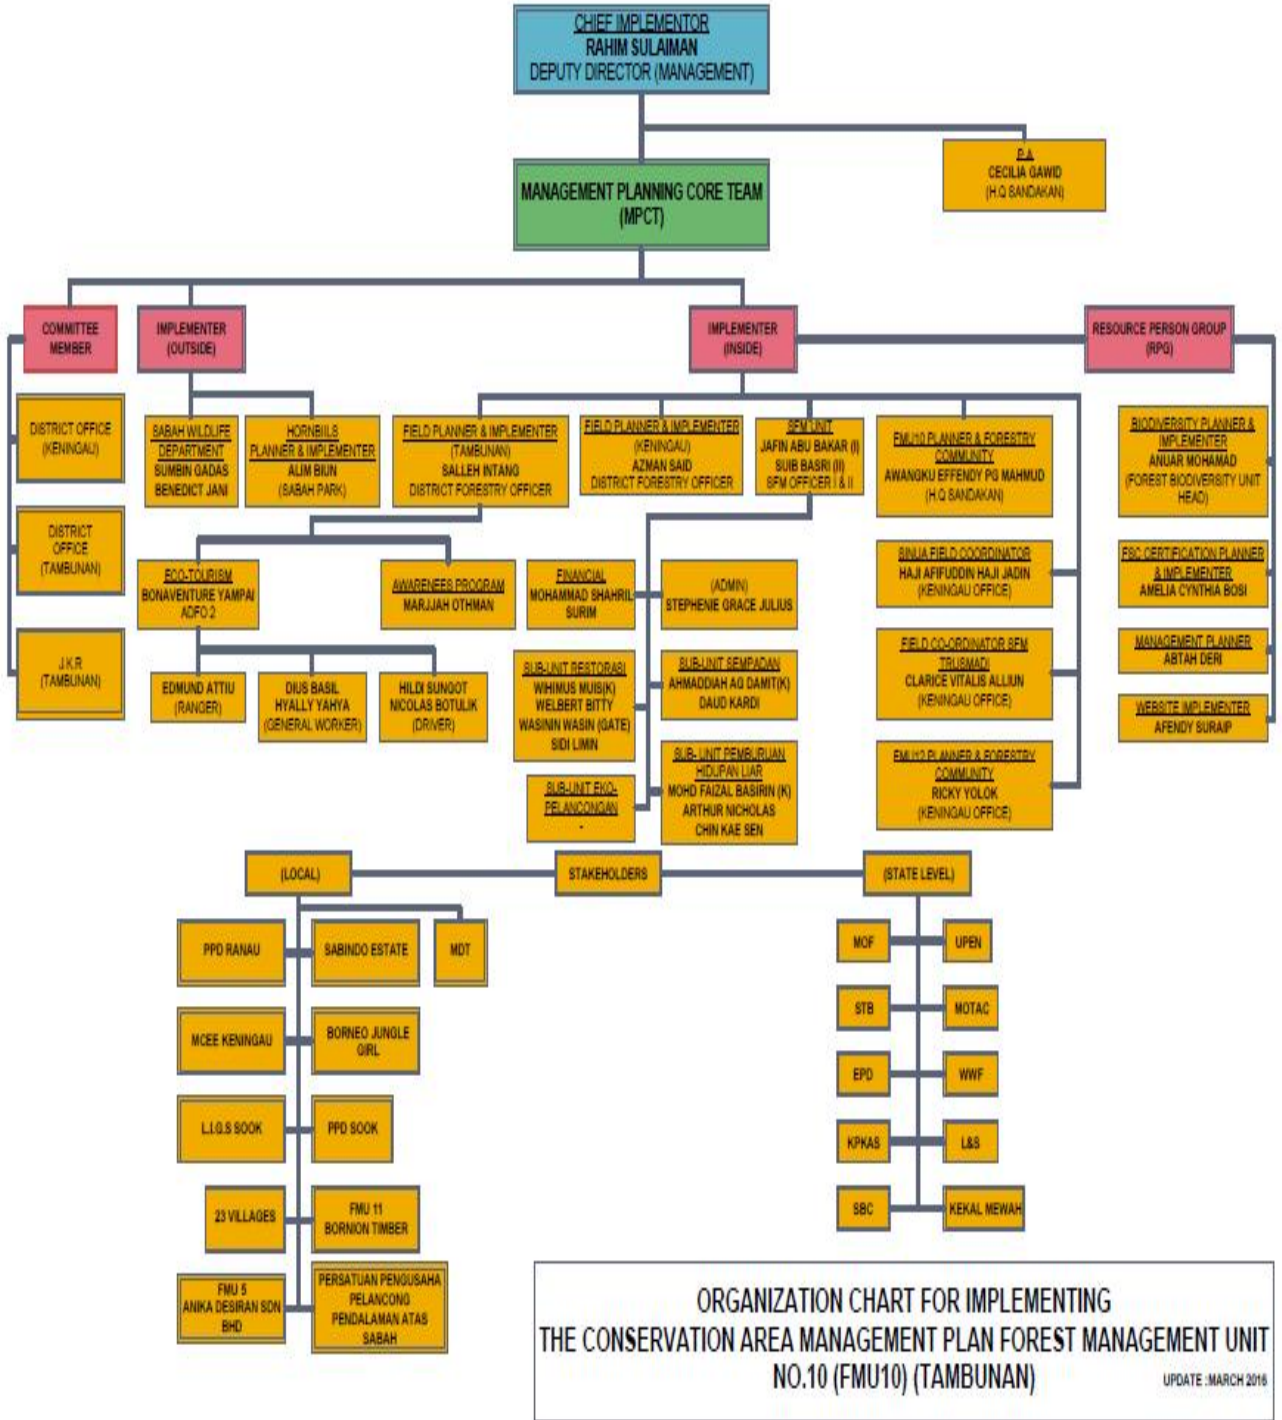 CHIEF IMPLEMENTOR
RAHIM SULAIMAN
DEPUTY DIRECTOR (MANAGEMENT)
P.A
CECILIA GAWID
(H.Q SANDAKAN)
MANAGEMENT PLANNING CORE TEAM
(MPCT)
COMMITTEE
MEMBER
IMPLEMENTER
(OUTSIDE)
IMPLEMENTER
(INSIDE)
RESOURCE PERSON GROUP
(RPG)
DISTRICT OFFICE
(KENINGAU)
DISTRICT
OFFICE
(TAMBUNAN)
J.K.R
(TAMBUNAN)
SABAH WILDLIFE
DEPARTMENT
SUMBIN GADAS
BENEDICT JANI
HORNBIILS
PLANNER & IMPLEMENTER
ALIM BIUN
(SABAH PARK)
FIELD PLANNER & IMPLEMENTER
(TAMBUNAN)
SALLEH INTANG
DISTRICT FORESTRY OFFICER
FIELD PLANNER & IMPLEMENTER
(KENINGAU)
AZMAN SAID
DISTRICT FORESTRY OFFICER
SFM UNIT
JAFIN ABU BAKAR (I)
SUIB BASRI (II)
SFM OFFICER I & II
FMU10 PLANNER & FORESTRY
COMMUNITY
AWANGKU EFFENDY PG MAHMUD
(H.Q SANDAKAN)
BIODIVERSITY PLANNER &
IMPLEMENTER
ANUAR MOHAMAD
(FOREST BIODIVERSITY UNIT
HEAD)
ECO-TOURISM
BONAVENTURE YAMPAI
ADFO 2
AWARENEES PROGRAM
MARJJAH OTHMAN
FINANCIAL
MOHAMMAD SHAHRIL
SURIM
(ADMIN)
STEPHENIE GRACE JULIUS
SINUA FIELD COORDINATOR
HAJI AFIFUDDIN HAJI JADIN
(KENINGAU OFFICE)
FSC CERTIFICATION PLANNER
& IMPLEMENTER
AMELIA CYNTHIA BOSI
EDMUND ATTIU
(RANGER)
DIUS BASIL
HYALLY YAHYA
(GENERAL WORKER)
HILDI SUNGOT
NICOLAS BOTULIK
(DRIVER)
SUB-UNIT RESTORASI
WIHIMUS MUIS(K)
WELBERT BITTY
WASININ WASIN (GATE)
SIDI LIMIN
SUB-UNIT SEMPADAN
AHMADDIAH AG DAMIT(K)
DAUD KARDI
FIELD CO-ORDINATOR SFM
TRUSMADI
CLARICE VITALIS ALLIUN
(KENINGAU OFFICE)
MANAGEMENT PLANNER
ABTAH DERI
WEBSITE IMPLEMENTER
AFENDY SURAIP
SUB-UNIT EKO-
PELANCONGAN
-
SUB- UNIT PEMBURUAN
HIDUPAN LIAR
MOHD FAIZAL BASIRIN (K)
ARTHUR NICHOLAS
CHIN KAE SEN
FMU12 PLANNER & FORESTRY
COMMUNITY
RICKY YOLOK
(KENINGAU OFFICE)
(LOCAL)
STAKEHOLDERS
(STATE LEVEL)
PPD RANAU
SABINDO ESTATE
MDT
MCEE KENINGAU
BORNEO JUNGLE
GIRL
L.I.G.S SOOK
PPD SOOK
23 VILLAGES
FMU 11
BORNION TIMBER
FMU 5
ANIKA DESIRAN SDN
BHD
PERSATUAN PENGUSAHA
PELANCONG
PENDALAMAN ATAS
SABAH
MOF
UPEN
STB
MOTAC
EPD
WWF
KPKAS
L&S
SBC
KEKAL MEWAH
ORGANIZATION CHART FOR IMPLEMENTING
THE CONSERVATION AREA MANAGEMENT PLAN FOREST MANAGEMENT UNIT
NO.10 (FMU10) (TAMBUNAN)
UPDATE :MARCH 2016